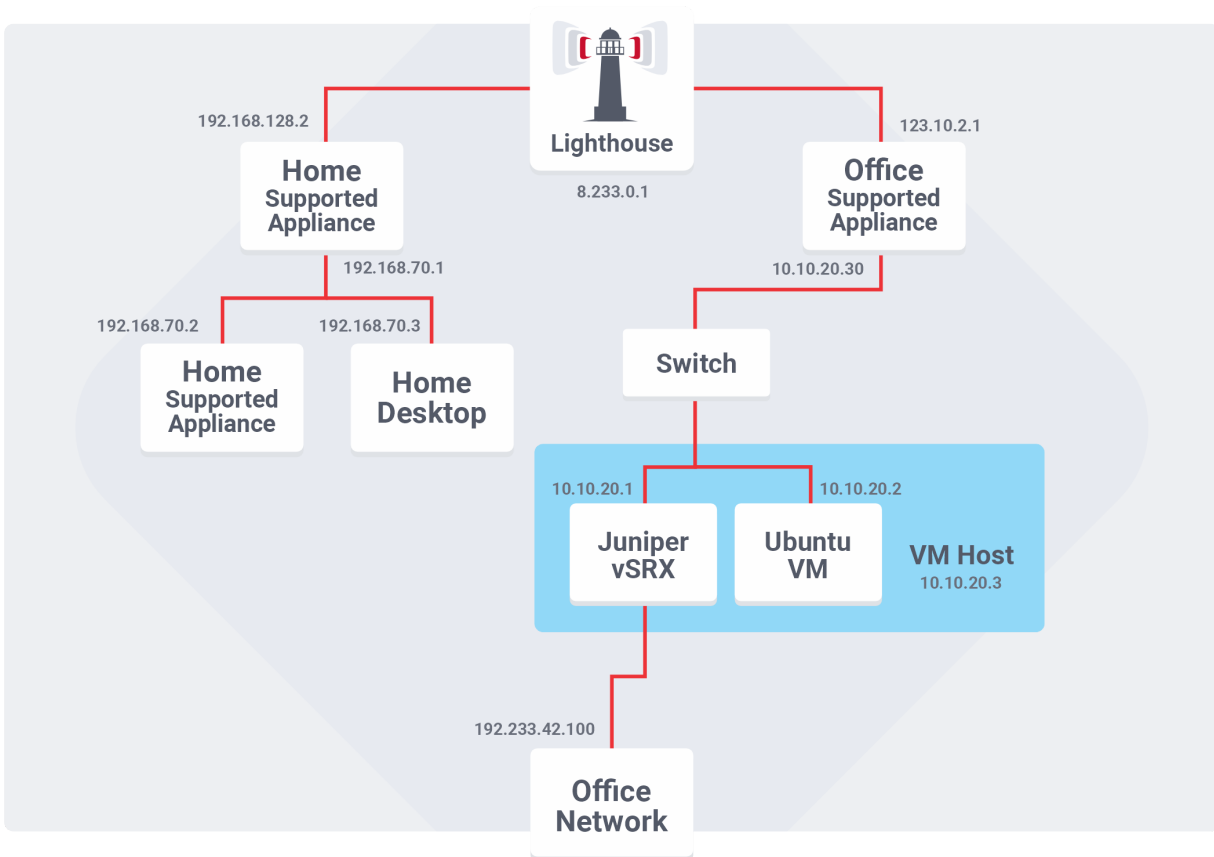 Lighthouse
8.233.0.1
192.168.128.2
Home
Supported
Appliance
192.168.70.1
192.168.70.2
Home
Supported
Appliance
192.168.70.3
Home
Desktop
123.10.2.1
Office
Supported
Appliance
10.10.20.30
Switch
10.10.20.1
Juniper
vSRX
10.10.20.2
Ubuntu
VM
VM Host
10.10.20.3
192.233.42.100
Office
Network